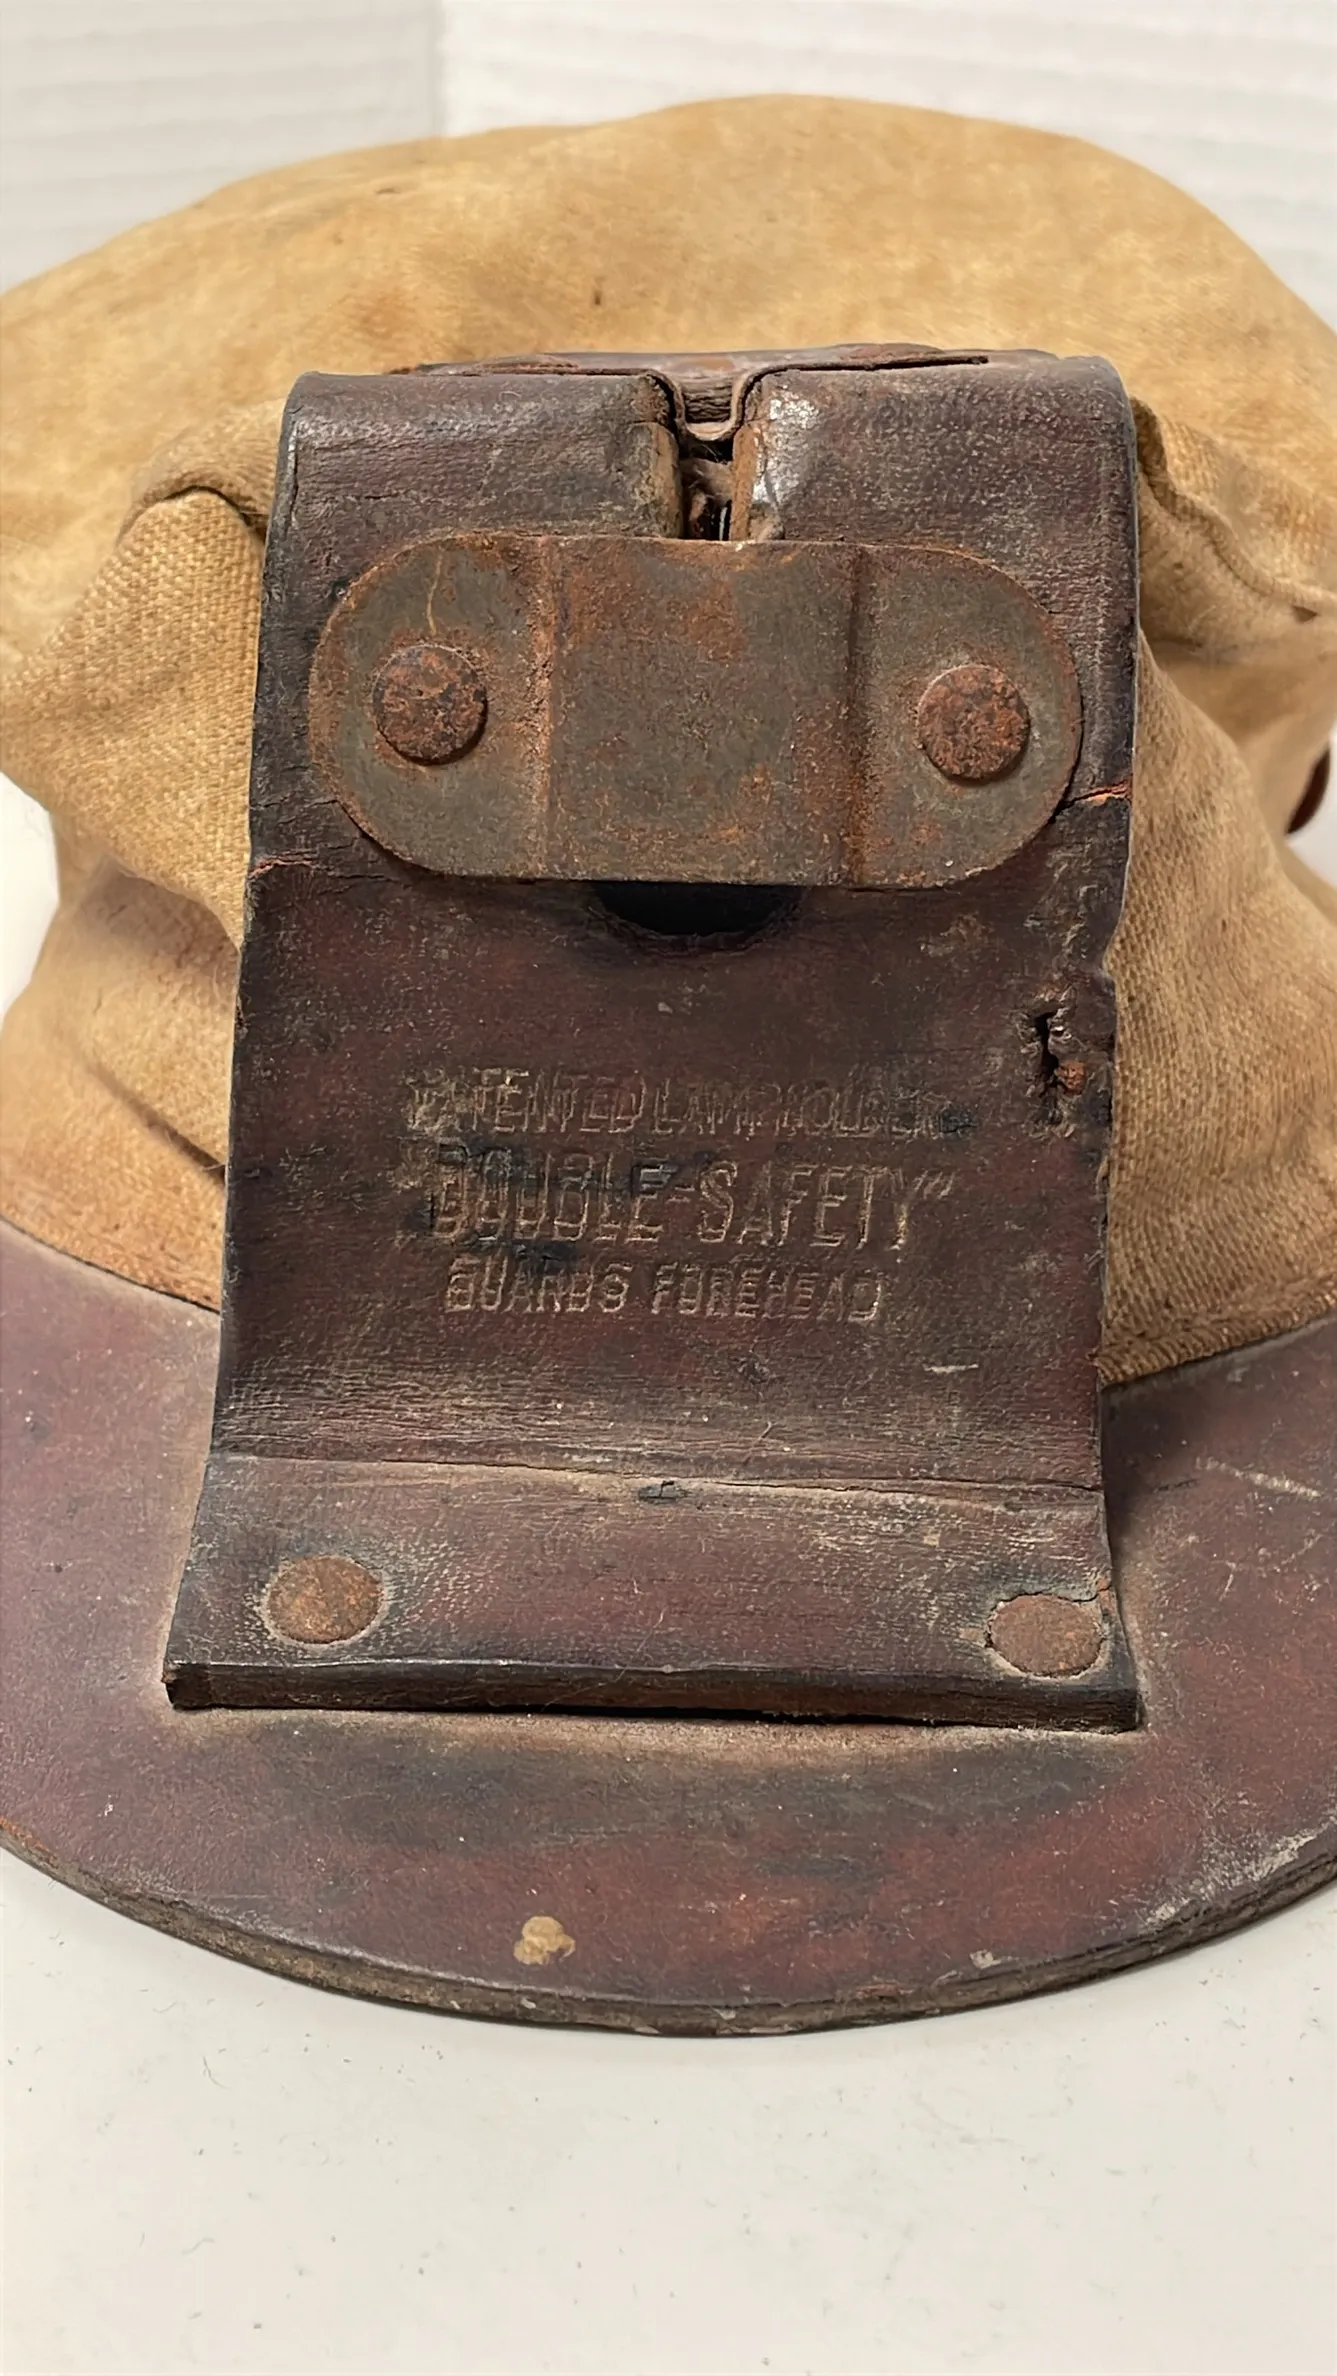 PATENTED LAMP HOLDER
"DOUBLE-SAFETY"
GUARDS FOREHEAD